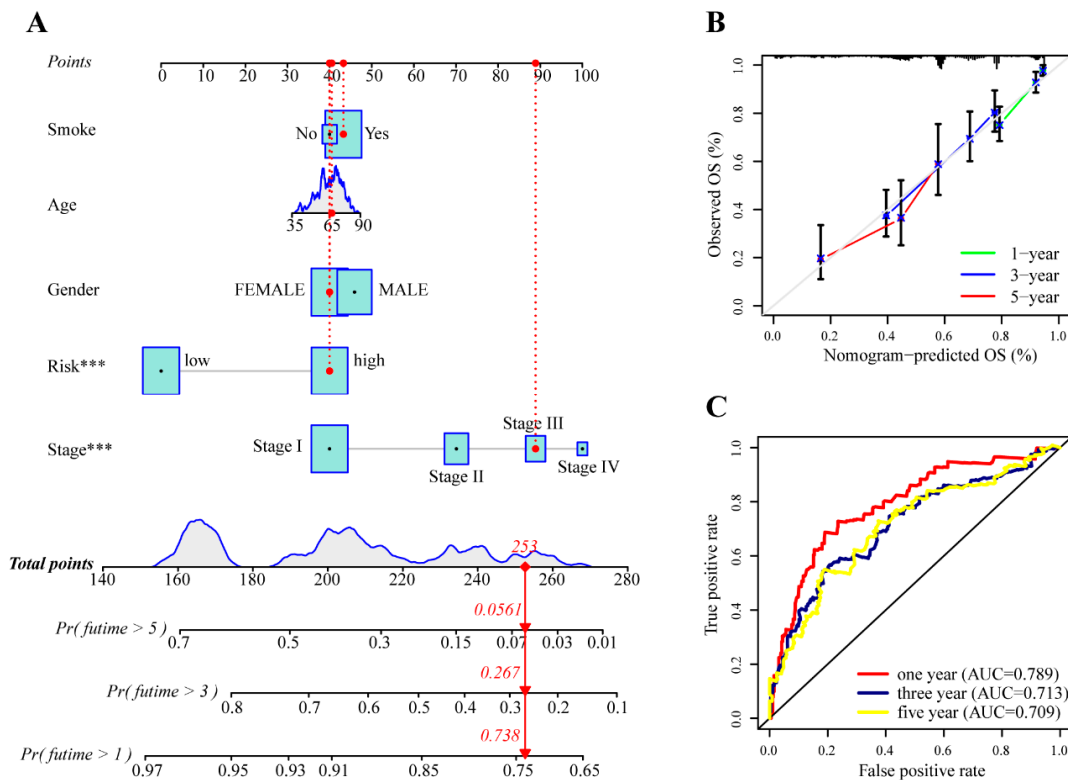 A
Points
0 10 20 30 40 50 60 70 80 90 100
Smoke
No Yes
Age
35 65 90
Gender
FEMALE MALE
Risk***
low high
Stage***
Stage I Stage II Stage III Stage IV
Total points
253
140 160 180 200 220 240 260 280
0.0561
Pr( futime > 5)
0.7 0.5 0.3 0.15 0.07 0.03 0.01
0.267
Pr( futime > 3)
0.8 0.7 0.6 0.5 0.4 0.3 0.2 0.1
0.738
Pr( futime > 1)
0.97 0.95 0.93 0.91 0.85 0.75 0.65
B
Observed OS (%)
1.0
0.8
0.6
0.4
0.2
0.0
1−year
3−year
5−year
0.0 0.2 0.4 0.6 0.8 1.0
Nomogram−predicted OS (%)
C
True positive rate
1.0
0.8
0.6
0.4
0.2
0.0
one year (AUC=0.789)
three year (AUC=0.713)
five year (AUC=0.709)
0.0 0.2 0.4 0.6 0.8 1.0
False positive rate